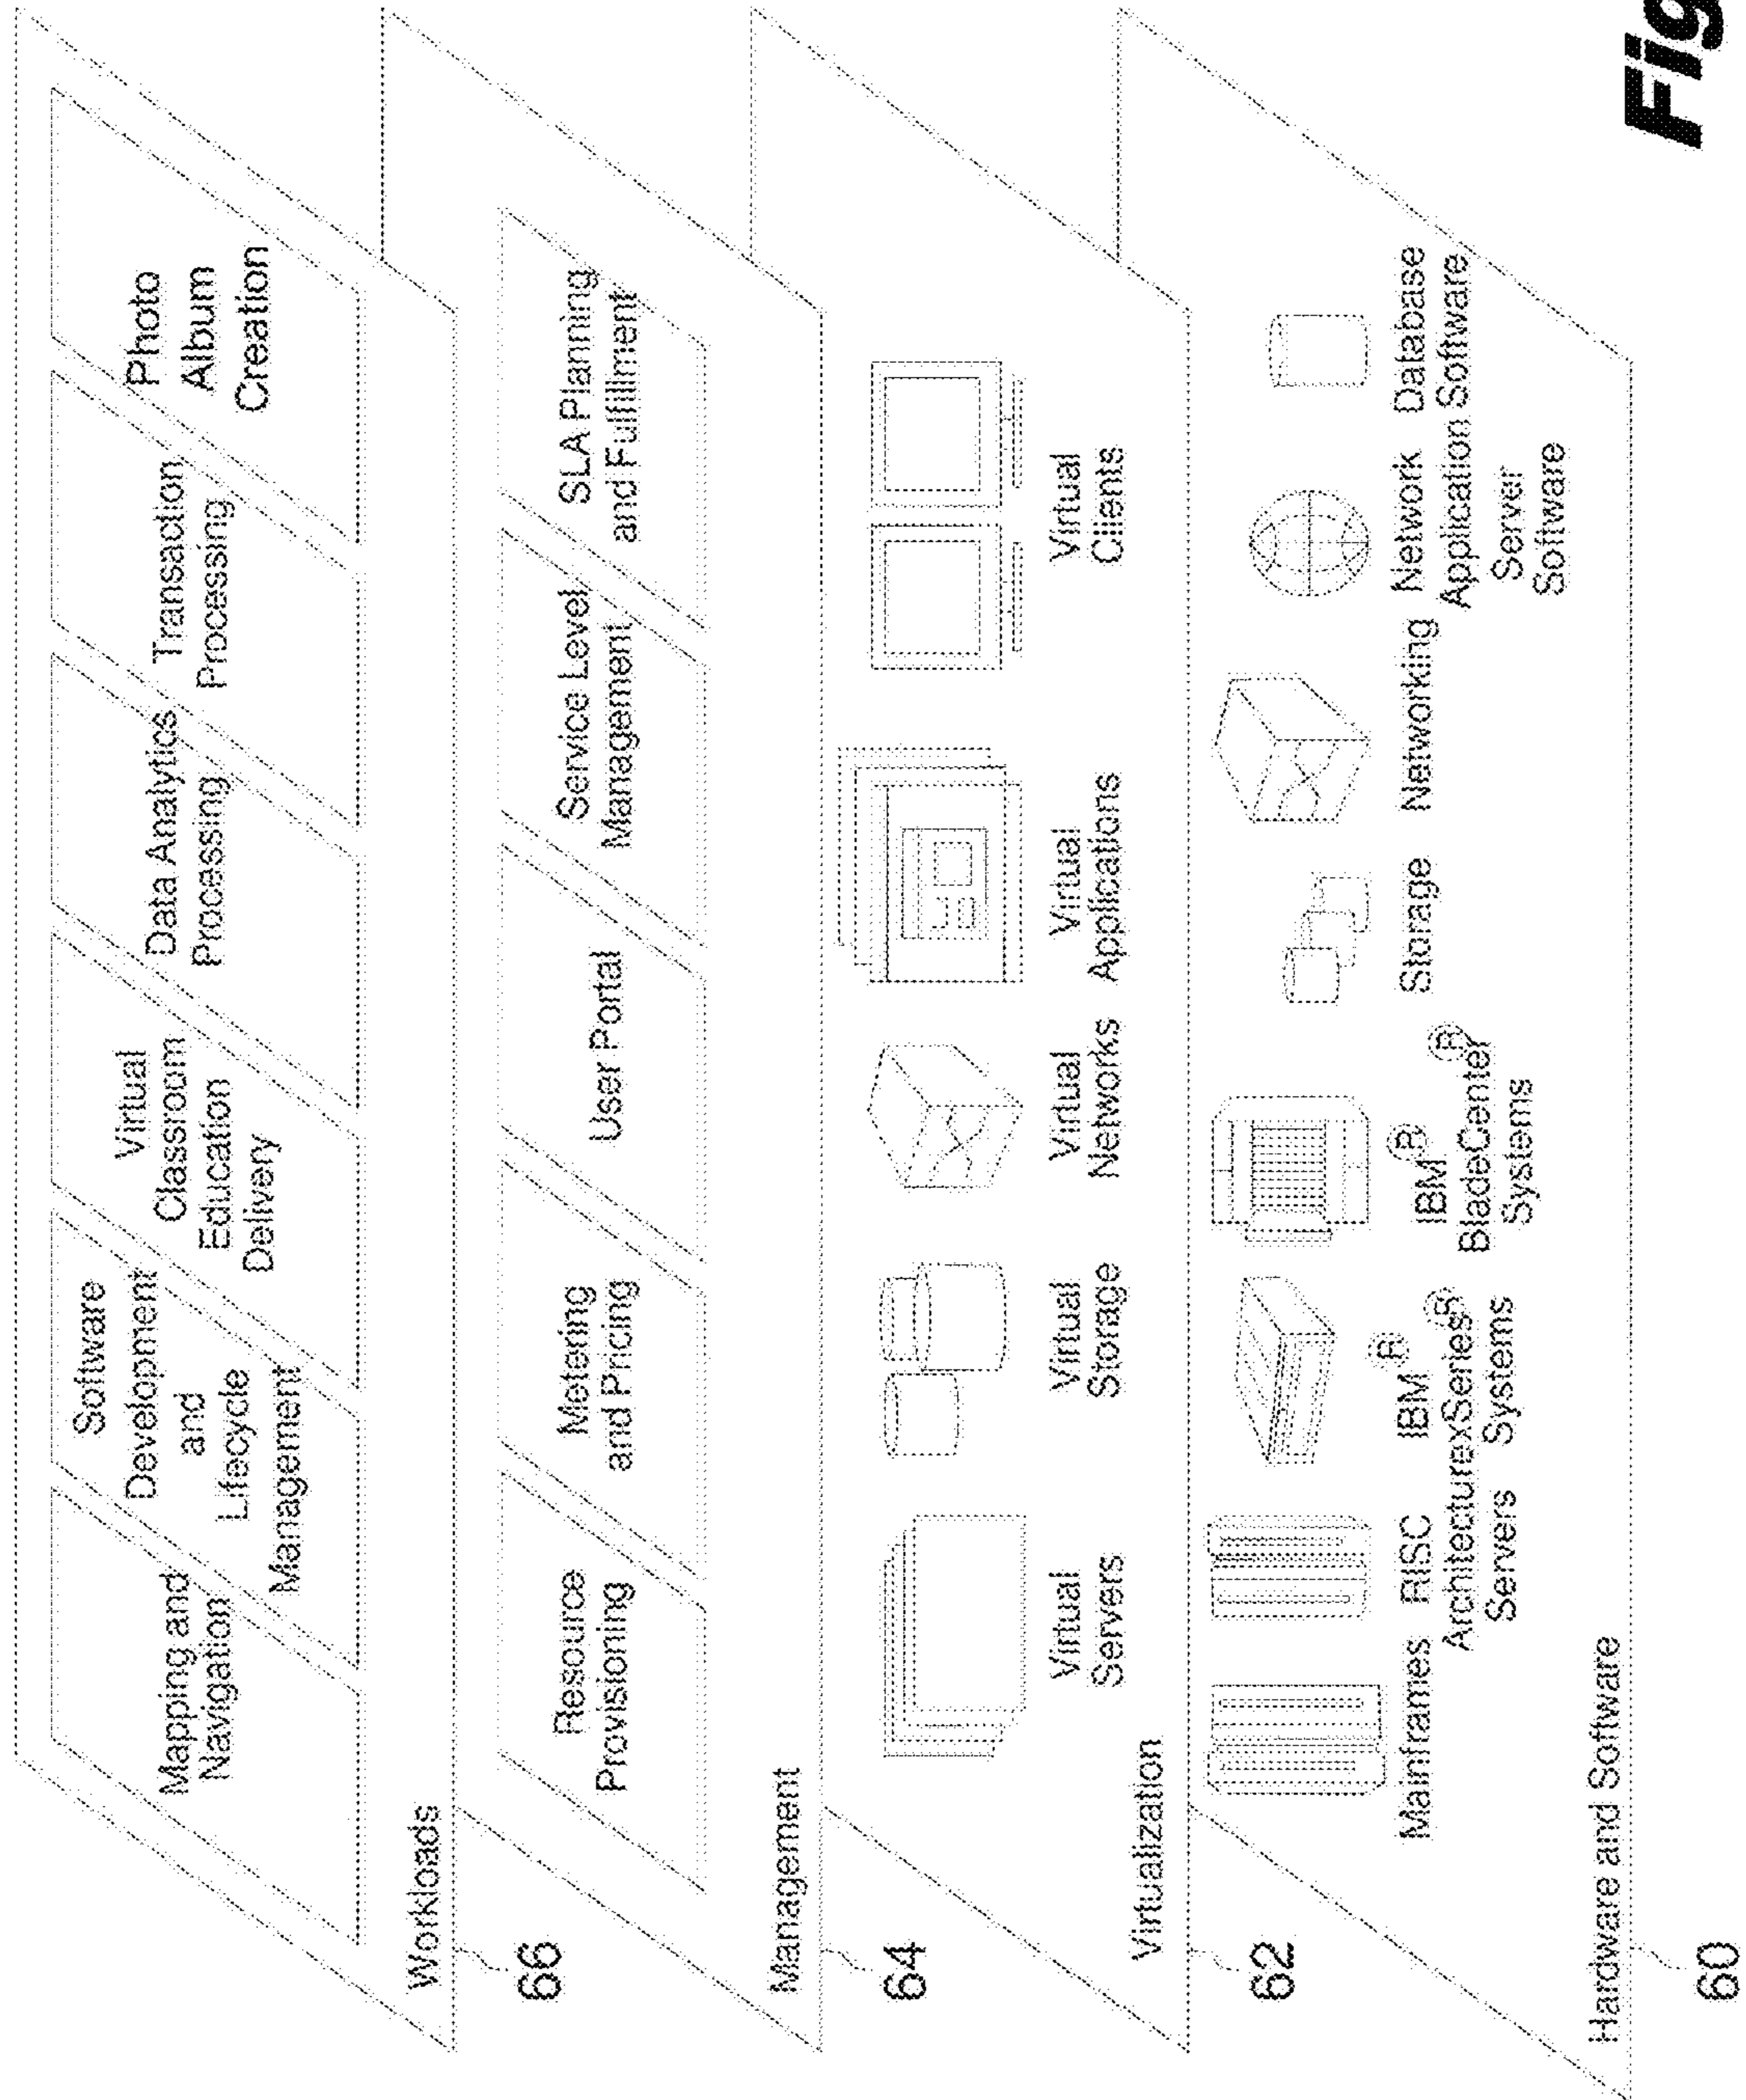 Mapping and
Navigation
Software
Development
and
Lifecycle
Management
Virtual
Classroom
Education
Delivery
Data Analytics
Processing
Transaction
Processing
Photo
Album
Creation
Workloads
66
Resource
Provisioning
Metering
and Pricing
User Portal
Service Level
Management
SLA Planning
and Fulfillment
Management
64
Virtual
Servers
Virtual
Storage
Virtual
Networks
Virtual
Applications
Virtual
Clients
Virtualization
62
Mainframes
RISC
Architecture
Servers
IBM®
xSeries®
Systems
IBM®
BladeCenter®
Systems
Storage
Networking
Network
Application
Server
Software
Database
Software
Hardware and Software
60
Fig